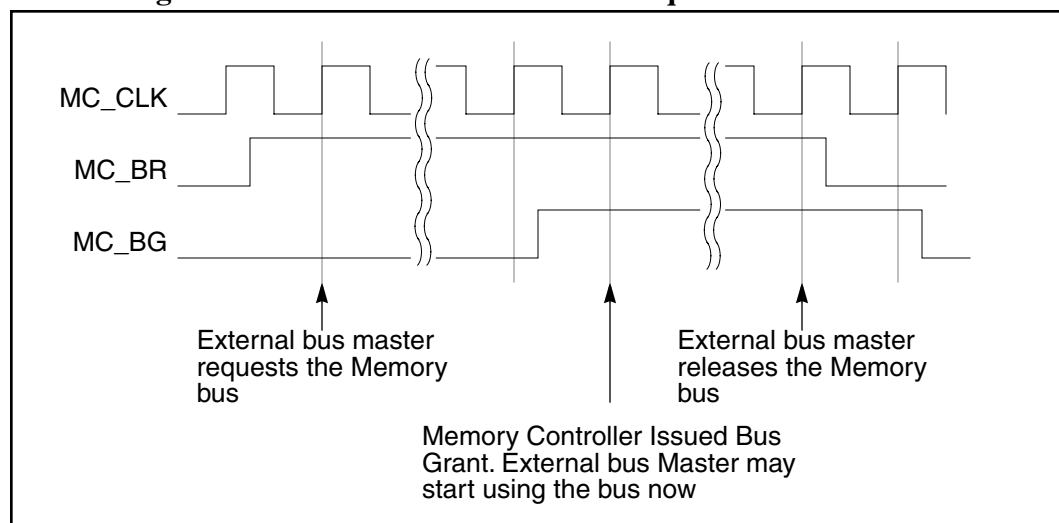 MC_CLK
MC_BR
MC_BG
External bus master
requests the Memory
bus
External bus master
releases the Memory
bus
Memory Controller Issued Bus
Grant. External bus Master may
start using the bus now